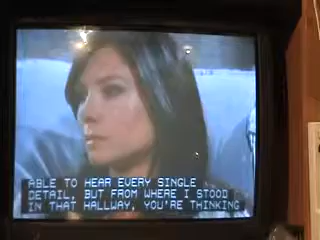 ABLE TO HEAR EVERY SINGLE
DETAIL, BUT FROM WHERE I STOOD
IN THAT HALLWAY, YOU'RE THINKING